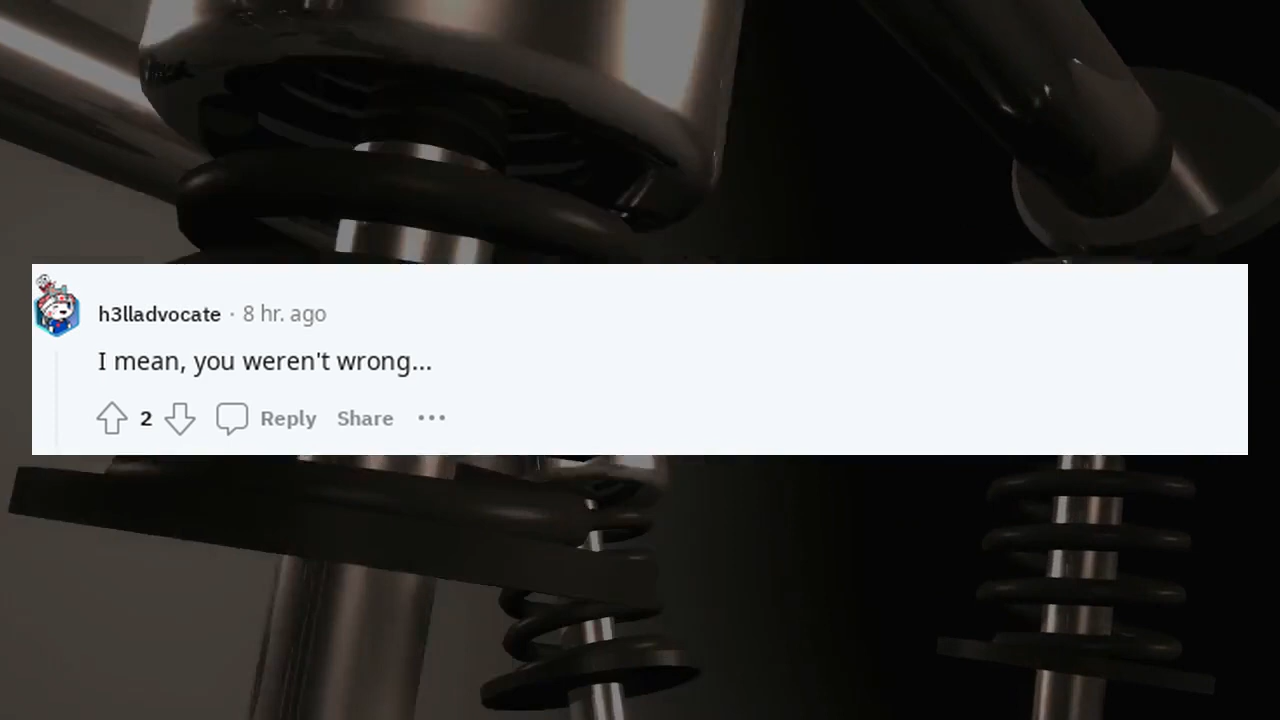 h3lladvocate · 8 hr. ago
I mean, you weren't wrong...
2 Reply Share ...